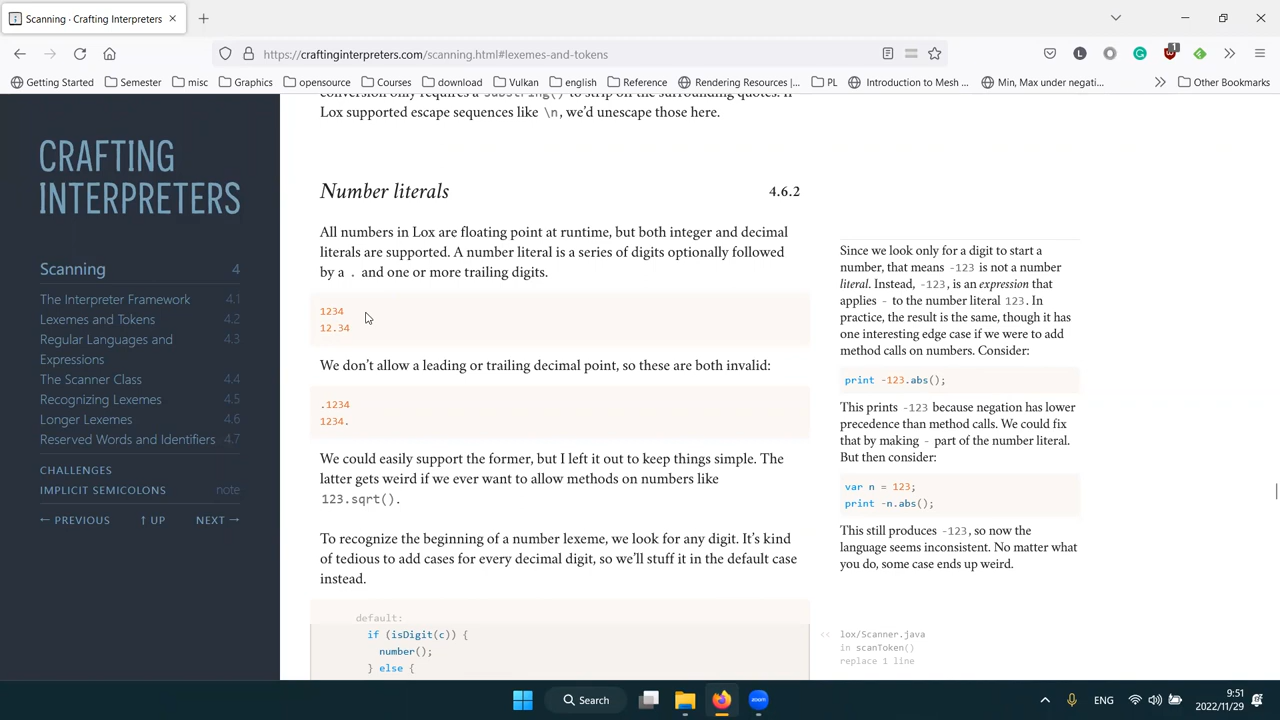 Scanning · Crafting Interpreters
https://craftinginterpreters.com/scanning.html#lexemes-and-tokens
Getting Started
Semester
misc
Graphics
opensource
Courses
download
Vulkan
english
Reference
Rendering Resources |...
PL
Introduction to Mesh ...
Min, Max under negati...
Other Bookmarks
CRAFTING
INTERPRETERS
Scanning 4
The Interpreter Framework 4.1
Lexemes and Tokens 4.2
Regular Languages and 4.3
Expressions
The Scanner Class 4.4
Recognizing Lexemes 4.5
Longer Lexemes 4.6
Reserved Words and Identifiers 4.7
CHALLENGES
IMPLICIT SEMICOLONS note
← PREVIOUS ↑ UP NEXT →
conversion only requires a substring() to strip off the surrounding quotes. If
Lox supported escape sequences like \n, we’d unescape those here.
Number literals 4.6.2
All numbers in Lox are floating point at runtime, but both integer and decimal
literals are supported. A number literal is a series of digits optionally followed
by a . and one or more trailing digits.
1234
12.34
We don’t allow a leading or trailing decimal point, so these are both invalid:
.1234
1234.
We could easily support the former, but I left it out to keep things simple. The
latter gets weird if we ever want to allow methods on numbers like
123.sqrt().
To recognize the beginning of a number lexeme, we look for any digit. It’s kind
of tedious to add cases for every decimal digit, so we’ll stuff it in the default case
instead.
default:
if (isDigit(c)) {
number();
} else {
Since we look only for a digit to start a
number, that means -123 is not a number
literal. Instead, -123, is an expression that
applies - to the number literal 123. In
practice, the result is the same, though it has
one interesting edge case if we were to add
method calls on numbers. Consider:
print -123.abs();
This prints -123 because negation has lower
precedence than method calls. We could fix
that by making - part of the number literal.
But then consider:
var n = 123;
print -n.abs();
This still produces -123, so now the
language seems inconsistent. No matter what
you do, some case ends up weird.
<< lox/Scanner.java
in scanToken()
replace 1 line
Search
zoom
ENG
9:51
2022/11/29